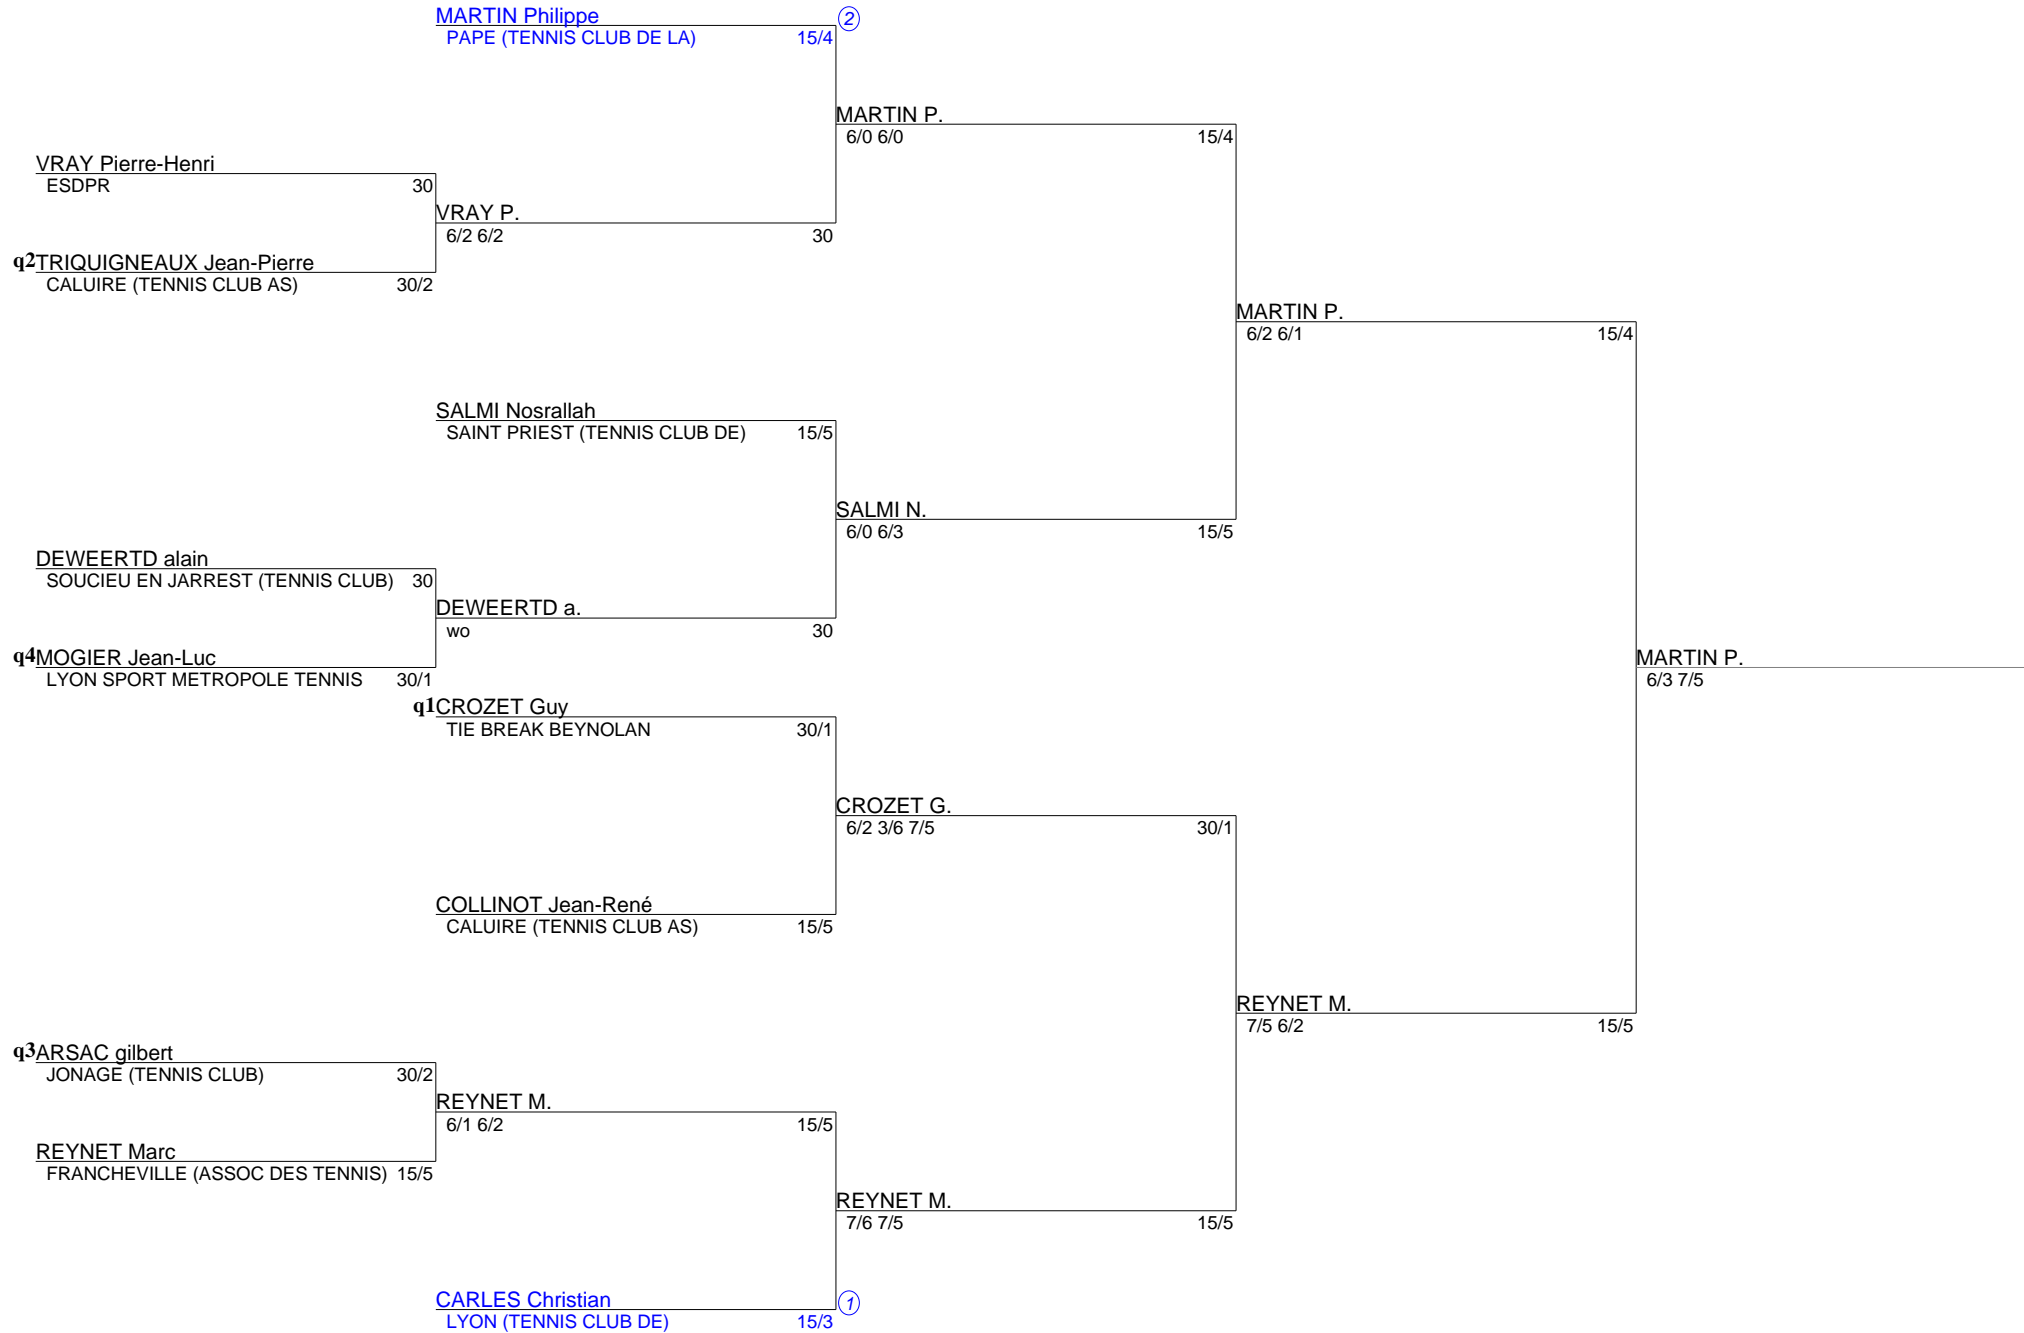 MARTIN Philippe
2
PAPE (TENNIS CLUB DE LA) 15/4
MARTIN P.
6/0 6/0 15/4
VRAY Pierre-Henri
ESDPR 30
VRAY P.
6/2 6/2 30
q2 TRIQUIGNEAUX Jean-Pierre
CALUIRE (TENNIS CLUB AS) 30/2
MARTIN P.
6/2 6/1 15/4
SALMI Nosrallah
SAINT PRIEST (TENNIS CLUB DE) 15/5
SALMI N.
6/0 6/3 15/5
DEWEERTD alain
SOUCIEU EN JARREST (TENNIS CLUB) 30
DEWEERTD a.
wo 30
q4 MOGIER Jean-Luc
LYON SPORT METROPOLE TENNIS 30/1
MARTIN P.
6/3 7/5
q1 CROZET Guy
TIE BREAK BEYNOLAN 30/1
CROZET G.
6/2 3/6 7/5 30/1
COLLINOT Jean-René
CALUIRE (TENNIS CLUB AS) 15/5
REYNET M.
7/5 6/2 15/5
q3 ARSAC gilbert
JONAGE (TENNIS CLUB) 30/2
REYNET M.
6/1 6/2 15/5
REYNET Marc
FRANCHEVILLE (ASSOC DES TENNIS) 15/5
REYNET M.
7/6 7/5 15/5
CARLES Christian
1
LYON (TENNIS CLUB DE) 15/3